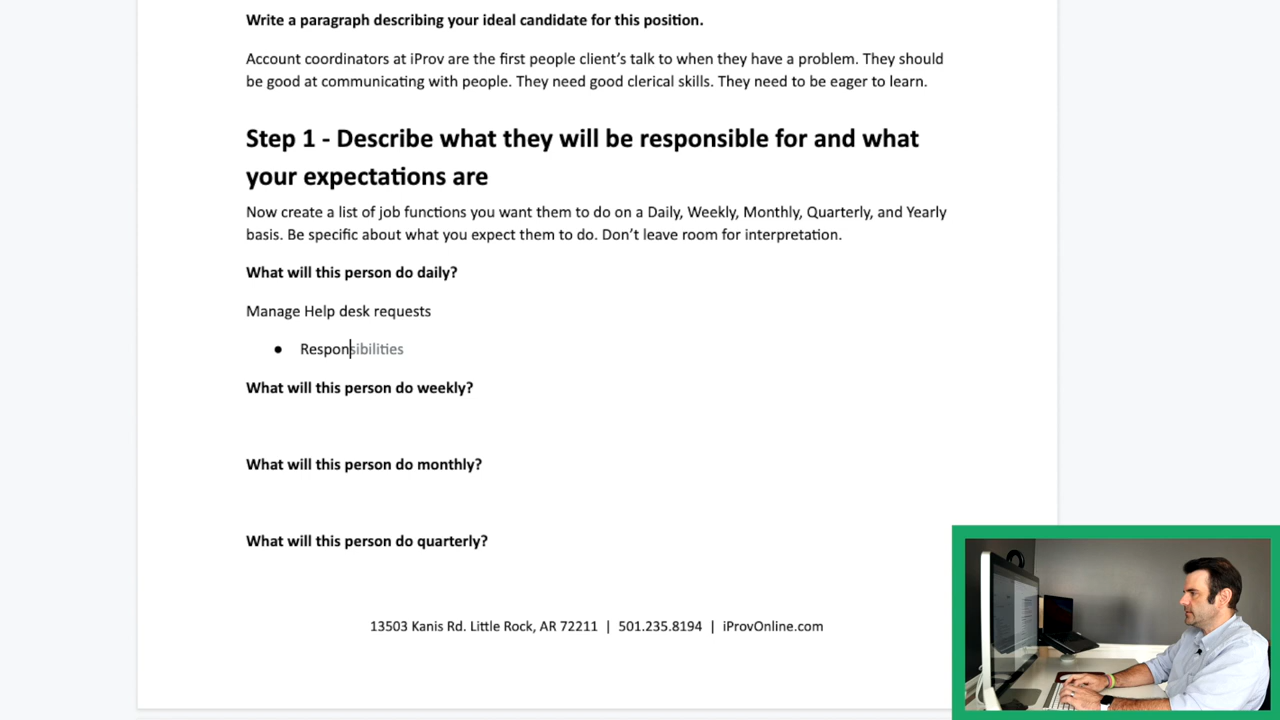 Write a paragraph describing your ideal candidate for this position.
Account coordinators at iProv are the first people client's talk to when they have a problem. They should
be good at communicating with people. They need good clerical skills. They need to be eager to learn.
Step 1 - Describe what they will be responsible for and what
your expectations are
Now create a list of job functions you want them to do on a Daily, Weekly, Monthly, Quarterly, and Yearly
basis. Be specific about what you expect them to do. Don't leave room for interpretation.
What will this person do daily?
Manage Help desk requests
● Responsibilities
What will this person do weekly?
What will this person do monthly?
What will this person do quarterly?
13503 Kanis Rd. Little Rock, AR 72211 | 501.235.8194 | iProvOnline.com